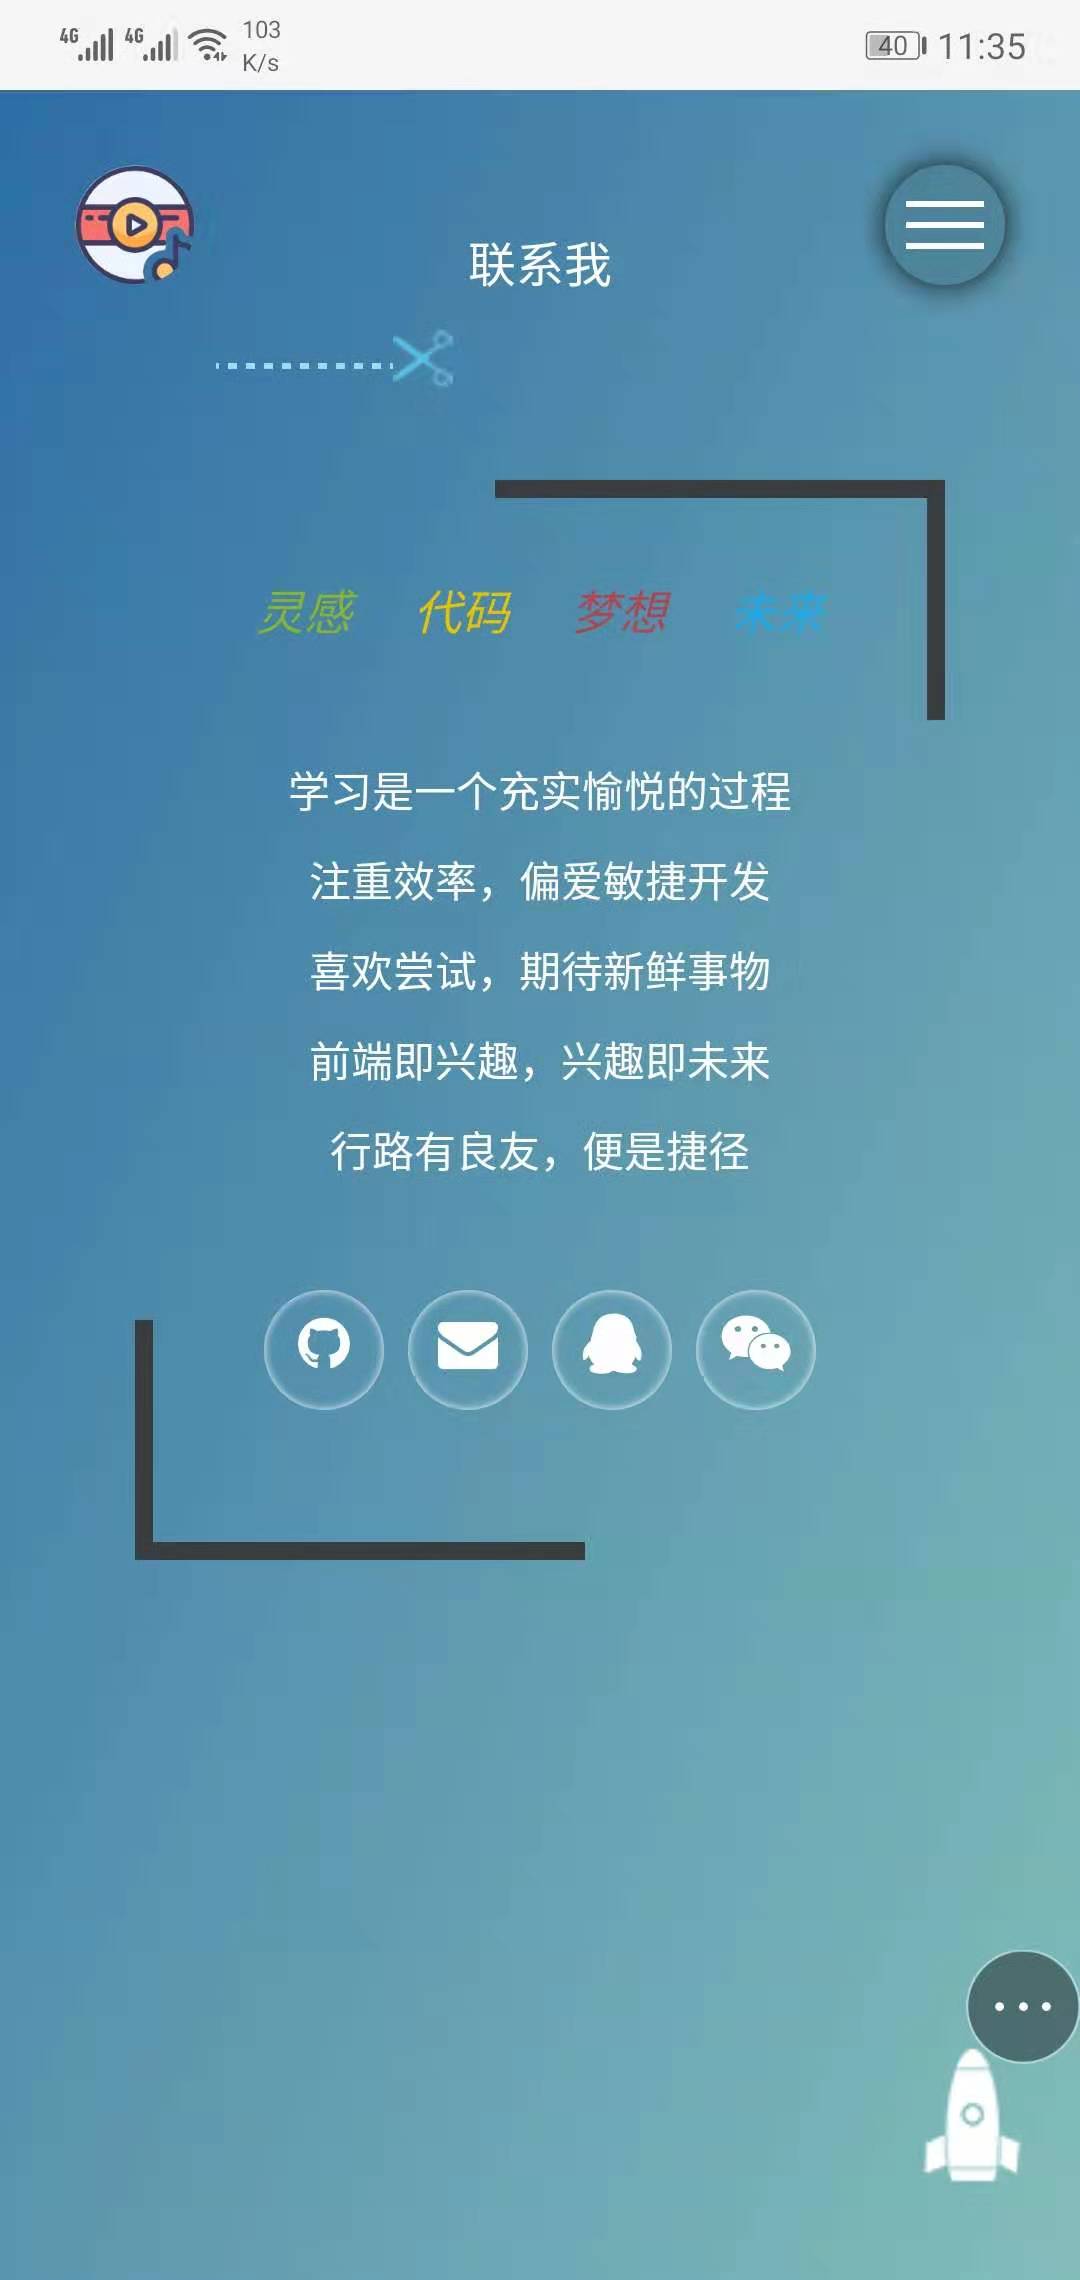 4G 4G 103 K/s 40 11:35
联系我
灵感 代码 梦想 未来
学习是一个充实愉悦的过程
注重效率，偏爱敏捷开发
喜欢尝试，期待新鲜事物
前端即兴趣，兴趣即未来
行路有良友，便是捷径